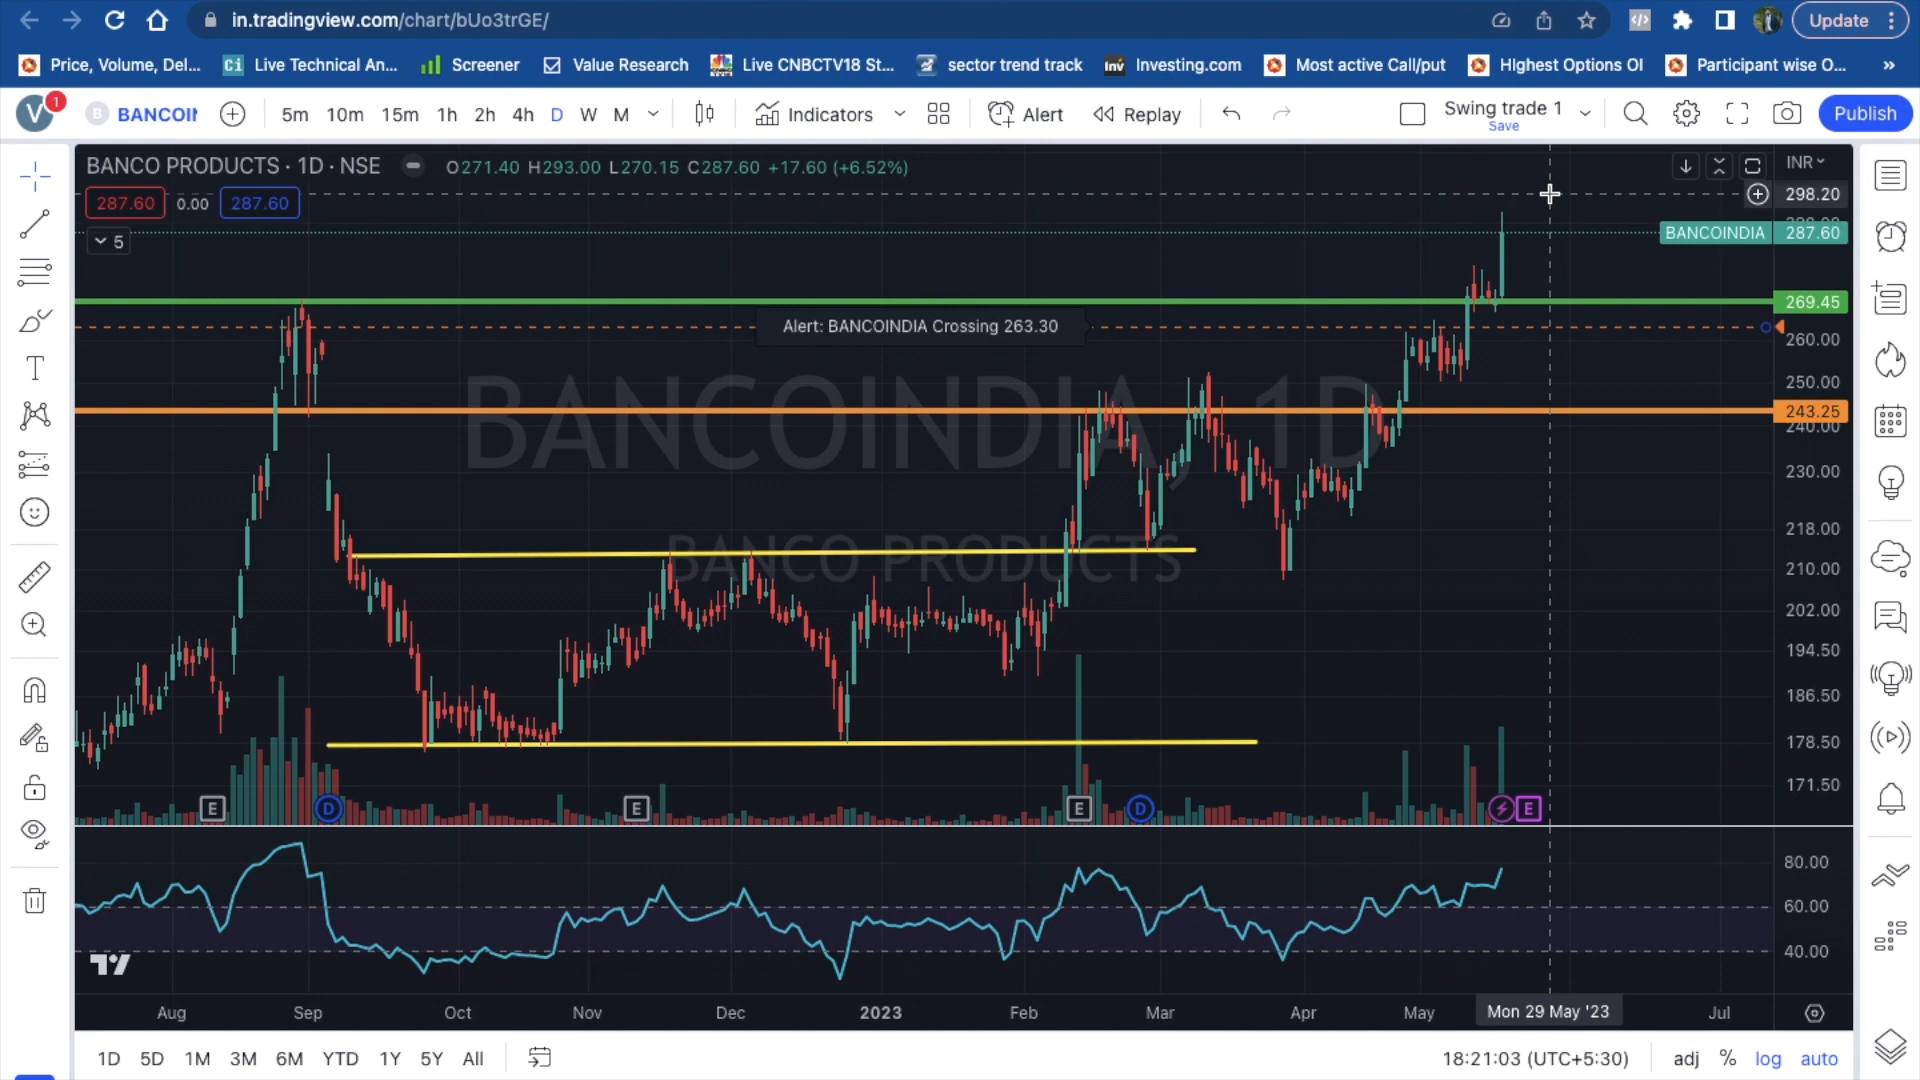 in.tradingview.com/chart/bUo3trGE/
Update
Price, Volume, Del...
Ci Live Technical An...
Screener
Value Research
Live CNBCTV18 St...
sector trend track
Inv Investing.com
Most active Call/put
HIghest Options OI
Participant wise O...
»
V 1
B BANCOI
5m 10m 15m 1h 2h 4h D W M
Indicators
Alert
Replay
Swing trade 1
Save
Publish
BANCO PRODUCTS · 1D · NSE
O271.40 H293.00 L270.15 C287.60 +17.60 (+6.52%)
INR
298.20
287.60 0.00 287.60
BANCOINDIA 287.60
5
269.45
Alert: BANCOINDIA Crossing 263.30
260.00
250.00
BANCOINDIA, 1D
243.25
240.00
230.00
218.00
BANCO PRODUCTS
210.00
202.00
194.50
186.50
178.50
171.50
E D E E D E
80.00
60.00
40.00
Aug Sep Oct Nov Dec 2023 Feb Mar Apr May Mon 29 May '23 Jul
1D 5D 1M 3M 6M YTD 1Y 5Y All
18:21:03 (UTC+5:30) adj % log auto